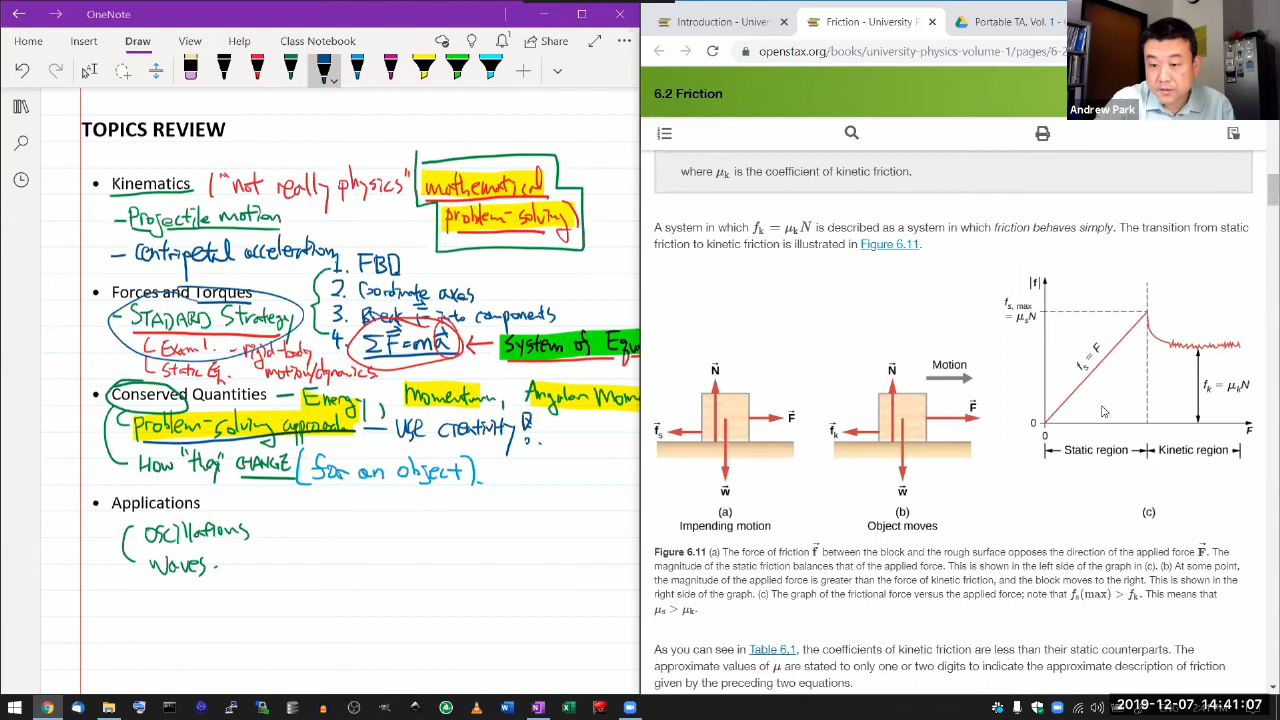 OneNote
Home Insert Draw View Help Class Notebook Share
TOPICS REVIEW
• Kinematics ("not really physics" mathematical
problem-solving)
- Projectile motion
- Centripetal acceleration
• Forces and Torques
- STADARD Strategy
Exam! - rigid-body
Static Eq. motion/dynamics
1. FBD
2. Coordinate axes
3. Break into components
4. ΣF=ma ← System of Equ
• Conserved Quantities - Energy, Momentum, Angular Mom
problem-solving approach - USE creativity
How "they" CHANGE (for an object).
• Applications
Oscillations
Waves.
Introduction - Univer
Friction - University P
Portable TA, Vol. 1 - G
openstax.org/books/university-physics-volume-1/pages/6-2
6.2 Friction
Andrew Park
where μk is the coefficient of kinetic friction.
A system in which fk = μkN is described as a system in which friction behaves simply. The transition from static
friction to kinetic friction is illustrated in Figure 6.11.
|f|
fs, max
= μsN
fs = F
fk = μkN
0
0
F
Static region
Kinetic region
(c)
N
F
fs
w
(a)
Impending motion
N
Motion
F
fk
w
(b)
Object moves
Figure 6.11 (a) The force of friction f between the block and the rough surface opposes the direction of the applied force F. The
magnitude of the static friction balances that of the applied force. This is shown in the left side of the graph in (c). (b) At some point,
the magnitude of the applied force is greater than the force of kinetic friction, and the block moves to the right. This is shown in the
right side of the graph. (c) The graph of the frictional force versus the applied force; note that fs(max) > fk. This means that
μs > μk.
As you can see in Table 6.1, the coefficients of kinetic friction are less than their static counterparts. The
approximate values of μ are stated to only one or two digits to indicate the approximate description of friction
given by the preceding two equations.
2019-12-07 14:41:07